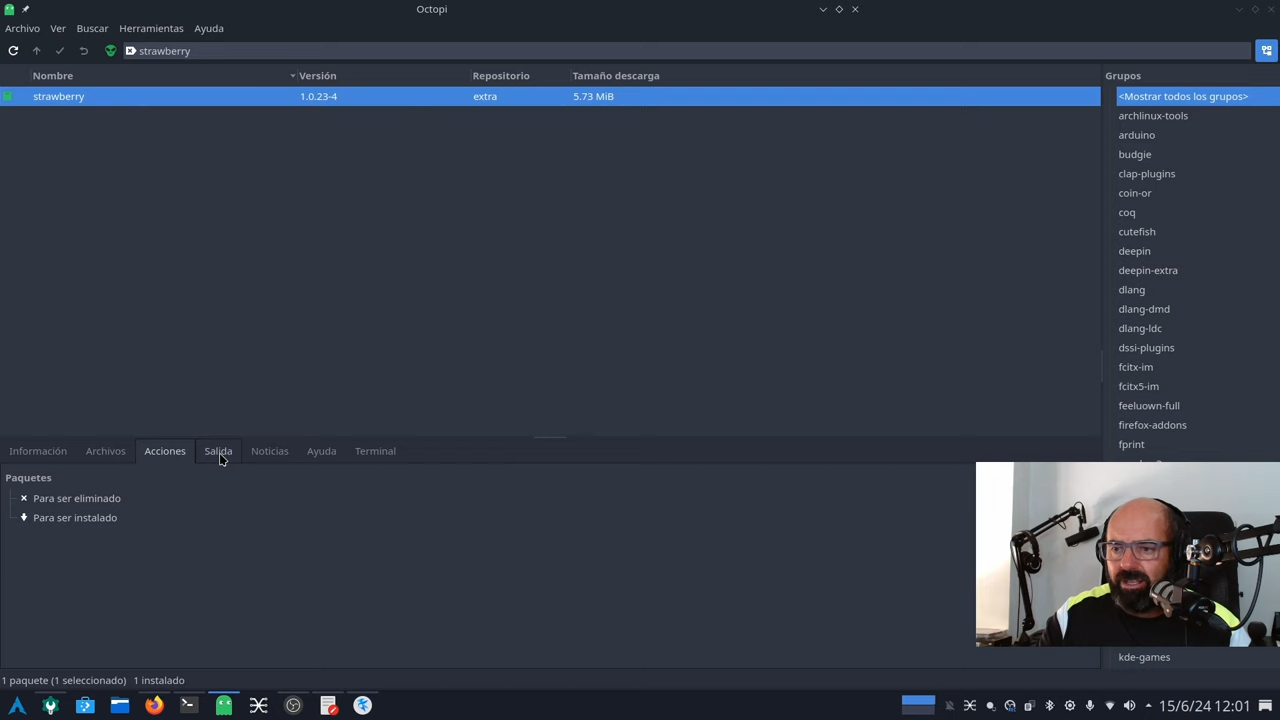 Octopi
Archivo Ver Buscar Herramientas Ayuda
strawberry
Nombre Versión Repositorio Tamaño descarga
strawberry 1.0.23-4 extra 5.73 MiB
Grupos
<Mostrar todos los grupos>
archlinux-tools
arduino
budgie
clap-plugins
coin-or
coq
cutefish
deepin
deepin-extra
dlang
dlang-dmd
dlang-ldc
dssi-plugins
fcitx-im
fcitx5-im
feeluown-full
firefox-addons
fprint
kde-games
Información Archivos Acciones Salida Noticias Ayuda Terminal
Paquetes
Para ser eliminado
Para ser instalado
1 paquete (1 seleccionado) 1 instalado
15/6/24 12:01